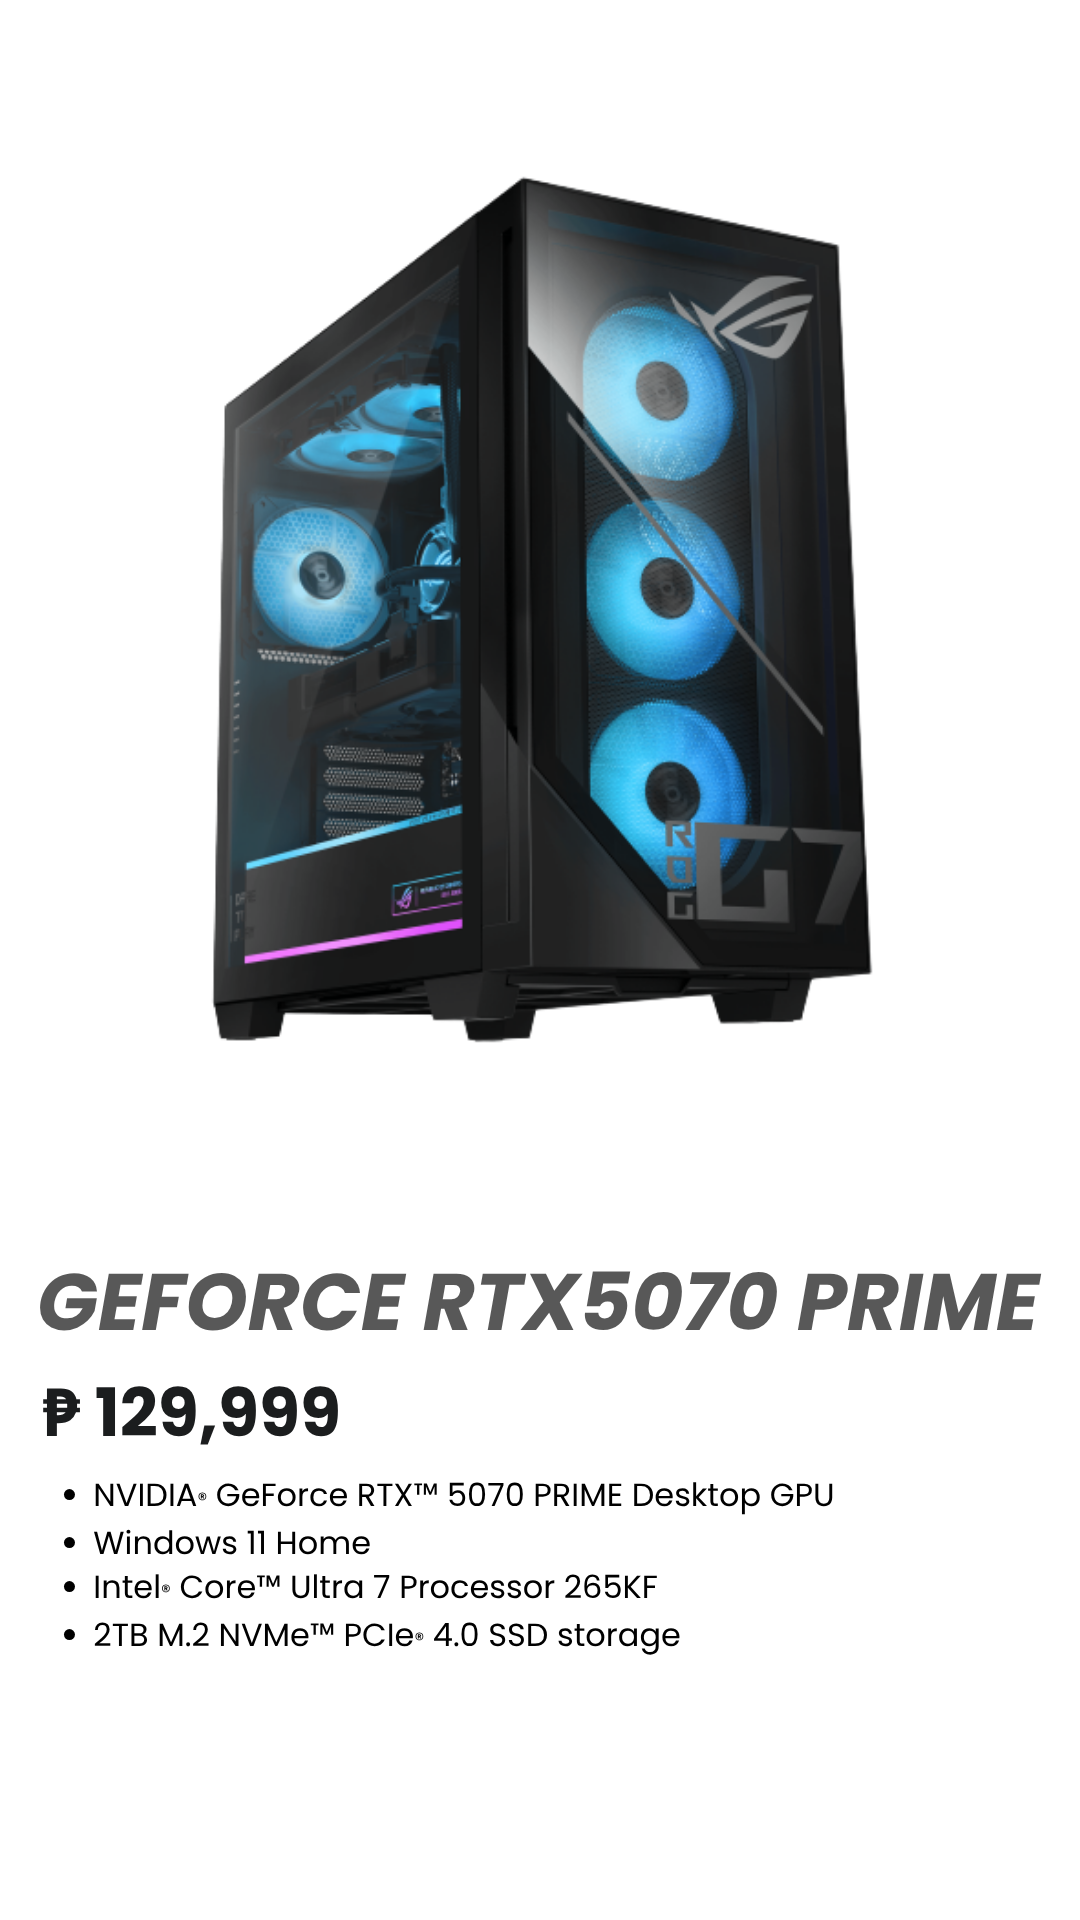 ROG G7
GEFORCE RTX5070 PRIME
₱ 129,999
• NVIDIA® GeForce RTX™ 5070 PRIME Desktop GPU
• Windows 11 Home
• Intel® Core™ Ultra 7 Processor 265KF
• 2TB M.2 NVMe™ PCIe® 4.0 SSD storage